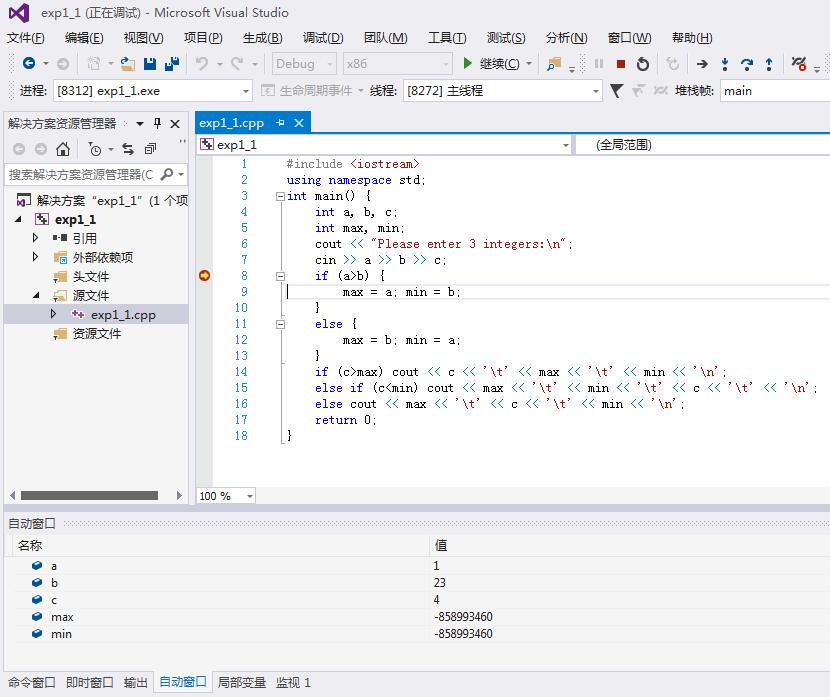 exp1_1 (正在调试) - Microsoft Visual Studio
文件(F) 编辑(E) 视图(V) 项目(P) 生成(B) 调试(D) 团队(M) 工具(T) 测试(S) 分析(N) 窗口(W) 帮助(H)
Debug x86 继续(C)
进程: [8312] exp1_1.exe 生命周期事件 线程: [8272] 主线程 堆栈帧: main
解决方案资源管理器
搜索解决方案资源管理器(C
解决方案 "exp1_1" (1 个项
exp1_1
引用
外部依赖项
头文件
源文件
exp1_1.cpp
资源文件
exp1_1.cpp
exp1_1 (全局范围)
1 #include <iostream>
2 using namespace std;
3 int main() {
4 int a, b, c;
5 int max, min;
6 cout << "Please enter 3 integers:\n";
7 cin >> a >> b >> c;
8 if (a>b) {
9 max = a; min = b;
10 }
11 else {
12 max = b; min = a;
13 }
14 if (c>max) cout << c << '\t' << max << '\t' << min << '\n';
15 else if (c<min) cout << max << '\t' << min << '\t' << c << '\t' << '\n';
16 else cout << max << '\t' << c << '\t' << min << '\n';
17 return 0;
18 }
100 %
自动窗口
名称 值
a 1
b 23
c 4
max -858993460
min -858993460
命令窗口 即时窗口 输出 自动窗口 局部变量 监视 1